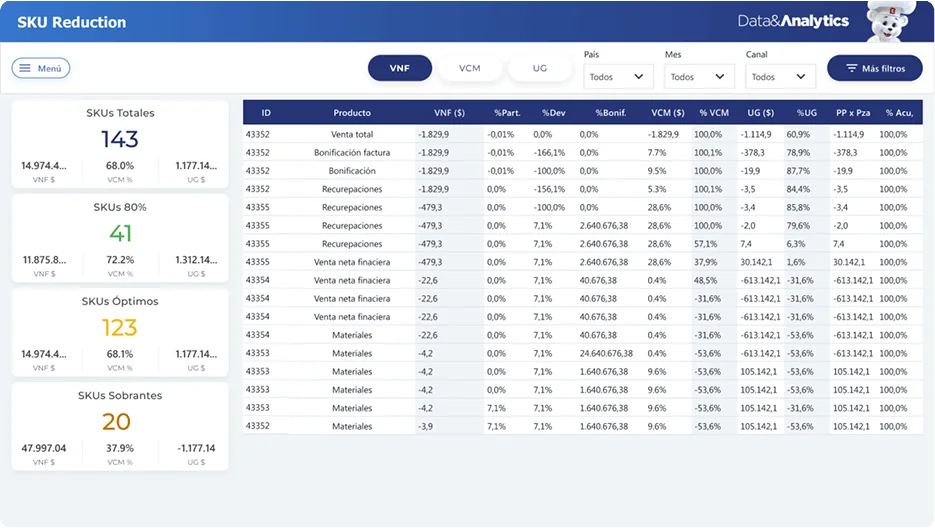 SKU Reduction
Data&Analytics
Menú
VNF
VCM
UG
País
Todos
Mes
Todos
Canal
Todos
Más filtros
SKUs Totales
143
14.974.4... 68.0% 1.177.14...
VNF $ VCM % UG $
SKUs 80%
41
11.875.8... 72.2% 1.312.14...
VNF $ VCM % UG $
SKUs Óptimos
123
14.974.4... 68.1% 1.177.14...
VNF $ VCM % UG $
SKUs Sobrantes
20
47.997.04 37.9% -1.177.14
VNF $ VCM % UG $
ID Producto VNF ($) %Part. %Dev %Bonif. VCM ($) % VCM UG ($) %UG PP x Pza % Acu,
43352 Venta total -1.829,9 -0,01% 0,0% 0,0% -1.829,9 100,0% -1.114,9 60,9% -1.114,9 100,0%
43352 Bonificación factura -1.829,9 -0,01% -166,1% 0,0% 7.7% 100,1% -378,3 78,9% -378,3 100,0%
43352 Bonificación -1.829,9 -0,01% -100,0% 0,0% 9.5% 100,0% -19,9 87,7% -19,9 100,0%
43352 Recurepaciones -1.829,9 0,0% -156,1% 0,0% 5.3% 100,1% -3,5 84,4% -3,5 100,0%
43355 Recurepaciones -479,3 0,0% -100,0% 0,0% 28,6% 100,0% -3,4 85,8% -3,4 100,0%
43355 Recurepaciones -479,3 0,0% 7,1% 2.640.676,38 28,6% 100,0% -2,0 79,6% -2,0 100,0%
43355 Recurepaciones -479,3 0,0% 7,1% 2.640.676,38 28,6% 57,1% 7,4 6,3% 7,4 100,0%
43355 Venta neta finaciera -479,3 0,0% 7,1% 2.640.676,38 28,6% 37,9% 30.142,1 1,6% 30.142,1 100,0%
43354 Venta neta finaciera -22,6 0,0% 7,1% 40.676,38 0.4% 48,5% -613.142,1 -31,6% -613.142,1 100,0%
43354 Venta neta finaciera -22,6 0,0% 7,1% 40.676,38 0.4% -31,6% -613.142,1 -31,6% -613.142,1 100,0%
43354 Venta neta finaciera -22,6 0,0% 7,1% 40.676,38 0.4% -31,6% -613.142,1 -31,6% -613.142,1 100,0%
43354 Materiales -22,6 0,0% 7,1% 40.676,38 0.4% -31,6% -613.142,1 -31,6% -613.142,1 100,0%
43353 Materiales -4,2 0,0% 7,1% 24.640.676,38 0.4% -53,6% -613.142,1 -31,6% -613.142,1 100,0%
43353 Materiales -4,2 0,0% 7,1% 1.640.676,38 9.6% -53,6% 105.142,1 -53,6% 105.142,1 100,0%
43353 Materiales -4,2 0,0% 7,1% 1.640.676,38 9.6% -53,6% 105.142,1 -53,6% 105.142,1 100,0%
43353 Materiales -4,2 7,1% 7,1% 1.640.676,38 9.6% -53,6% 105.142,1 -31,6% 105.142,1 100,0%
43352 Materiales -3,9 7,1% 7,1% 1.640.676,38 9.6% -53,6% 105.142,1 -53,6% 105.142,1 100,0%